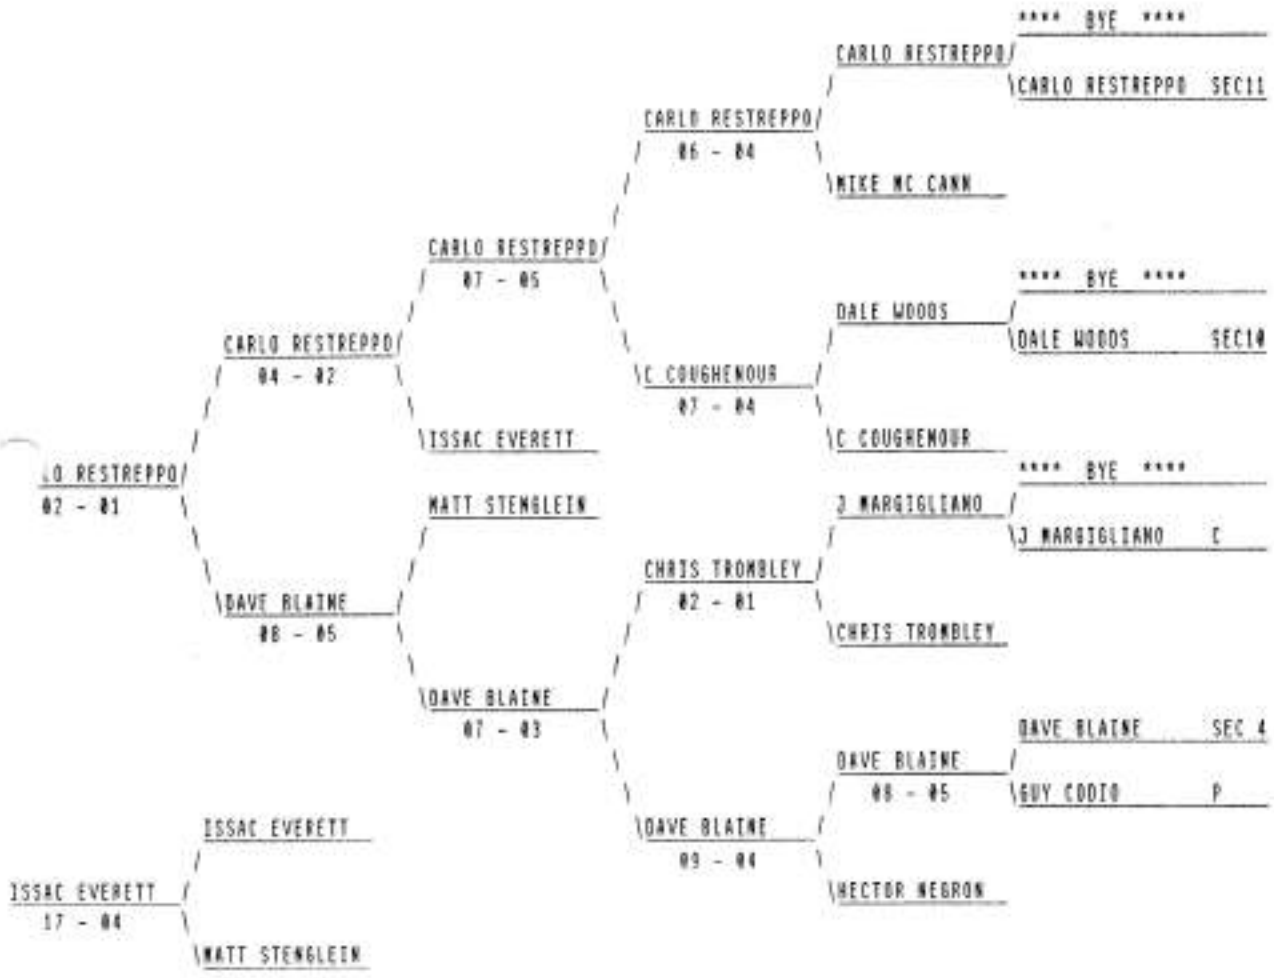 **** BYE ****
CARLO RESTREPPO
CARLO RESTREPPO SEC11
CARLO RESTREPPO
06 - 04
MIKE MC CANN
CARLO RESTREPPO
07 - 05
**** BYE ****
DALE WOODS
DALE WOODS SEC10
CARLO RESTREPPO
04 - 02
C COUGHENOUR
07 - 04
ISSAC EVERETT
C COUGHENOUR
LO RESTREPPO
02 - 01
**** BYE ****
MATT STENGLEIN
J MARGIGLIANO
J MARGIGLIANO C
CHRIS TROMBLEY
02 - 01
DAVE BLAINE
08 - 05
CHRIS TROMBLEY
DAVE BLAINE
07 - 03
DAVE BLAINE SEC 4
DAVE BLAINE
08 - 05
GUY CODIO P
ISSAC EVERETT
DAVE BLAINE
09 - 04
ISSAC EVERETT
17 - 04
HECTOR NEGRON
MATT STENGLEIN